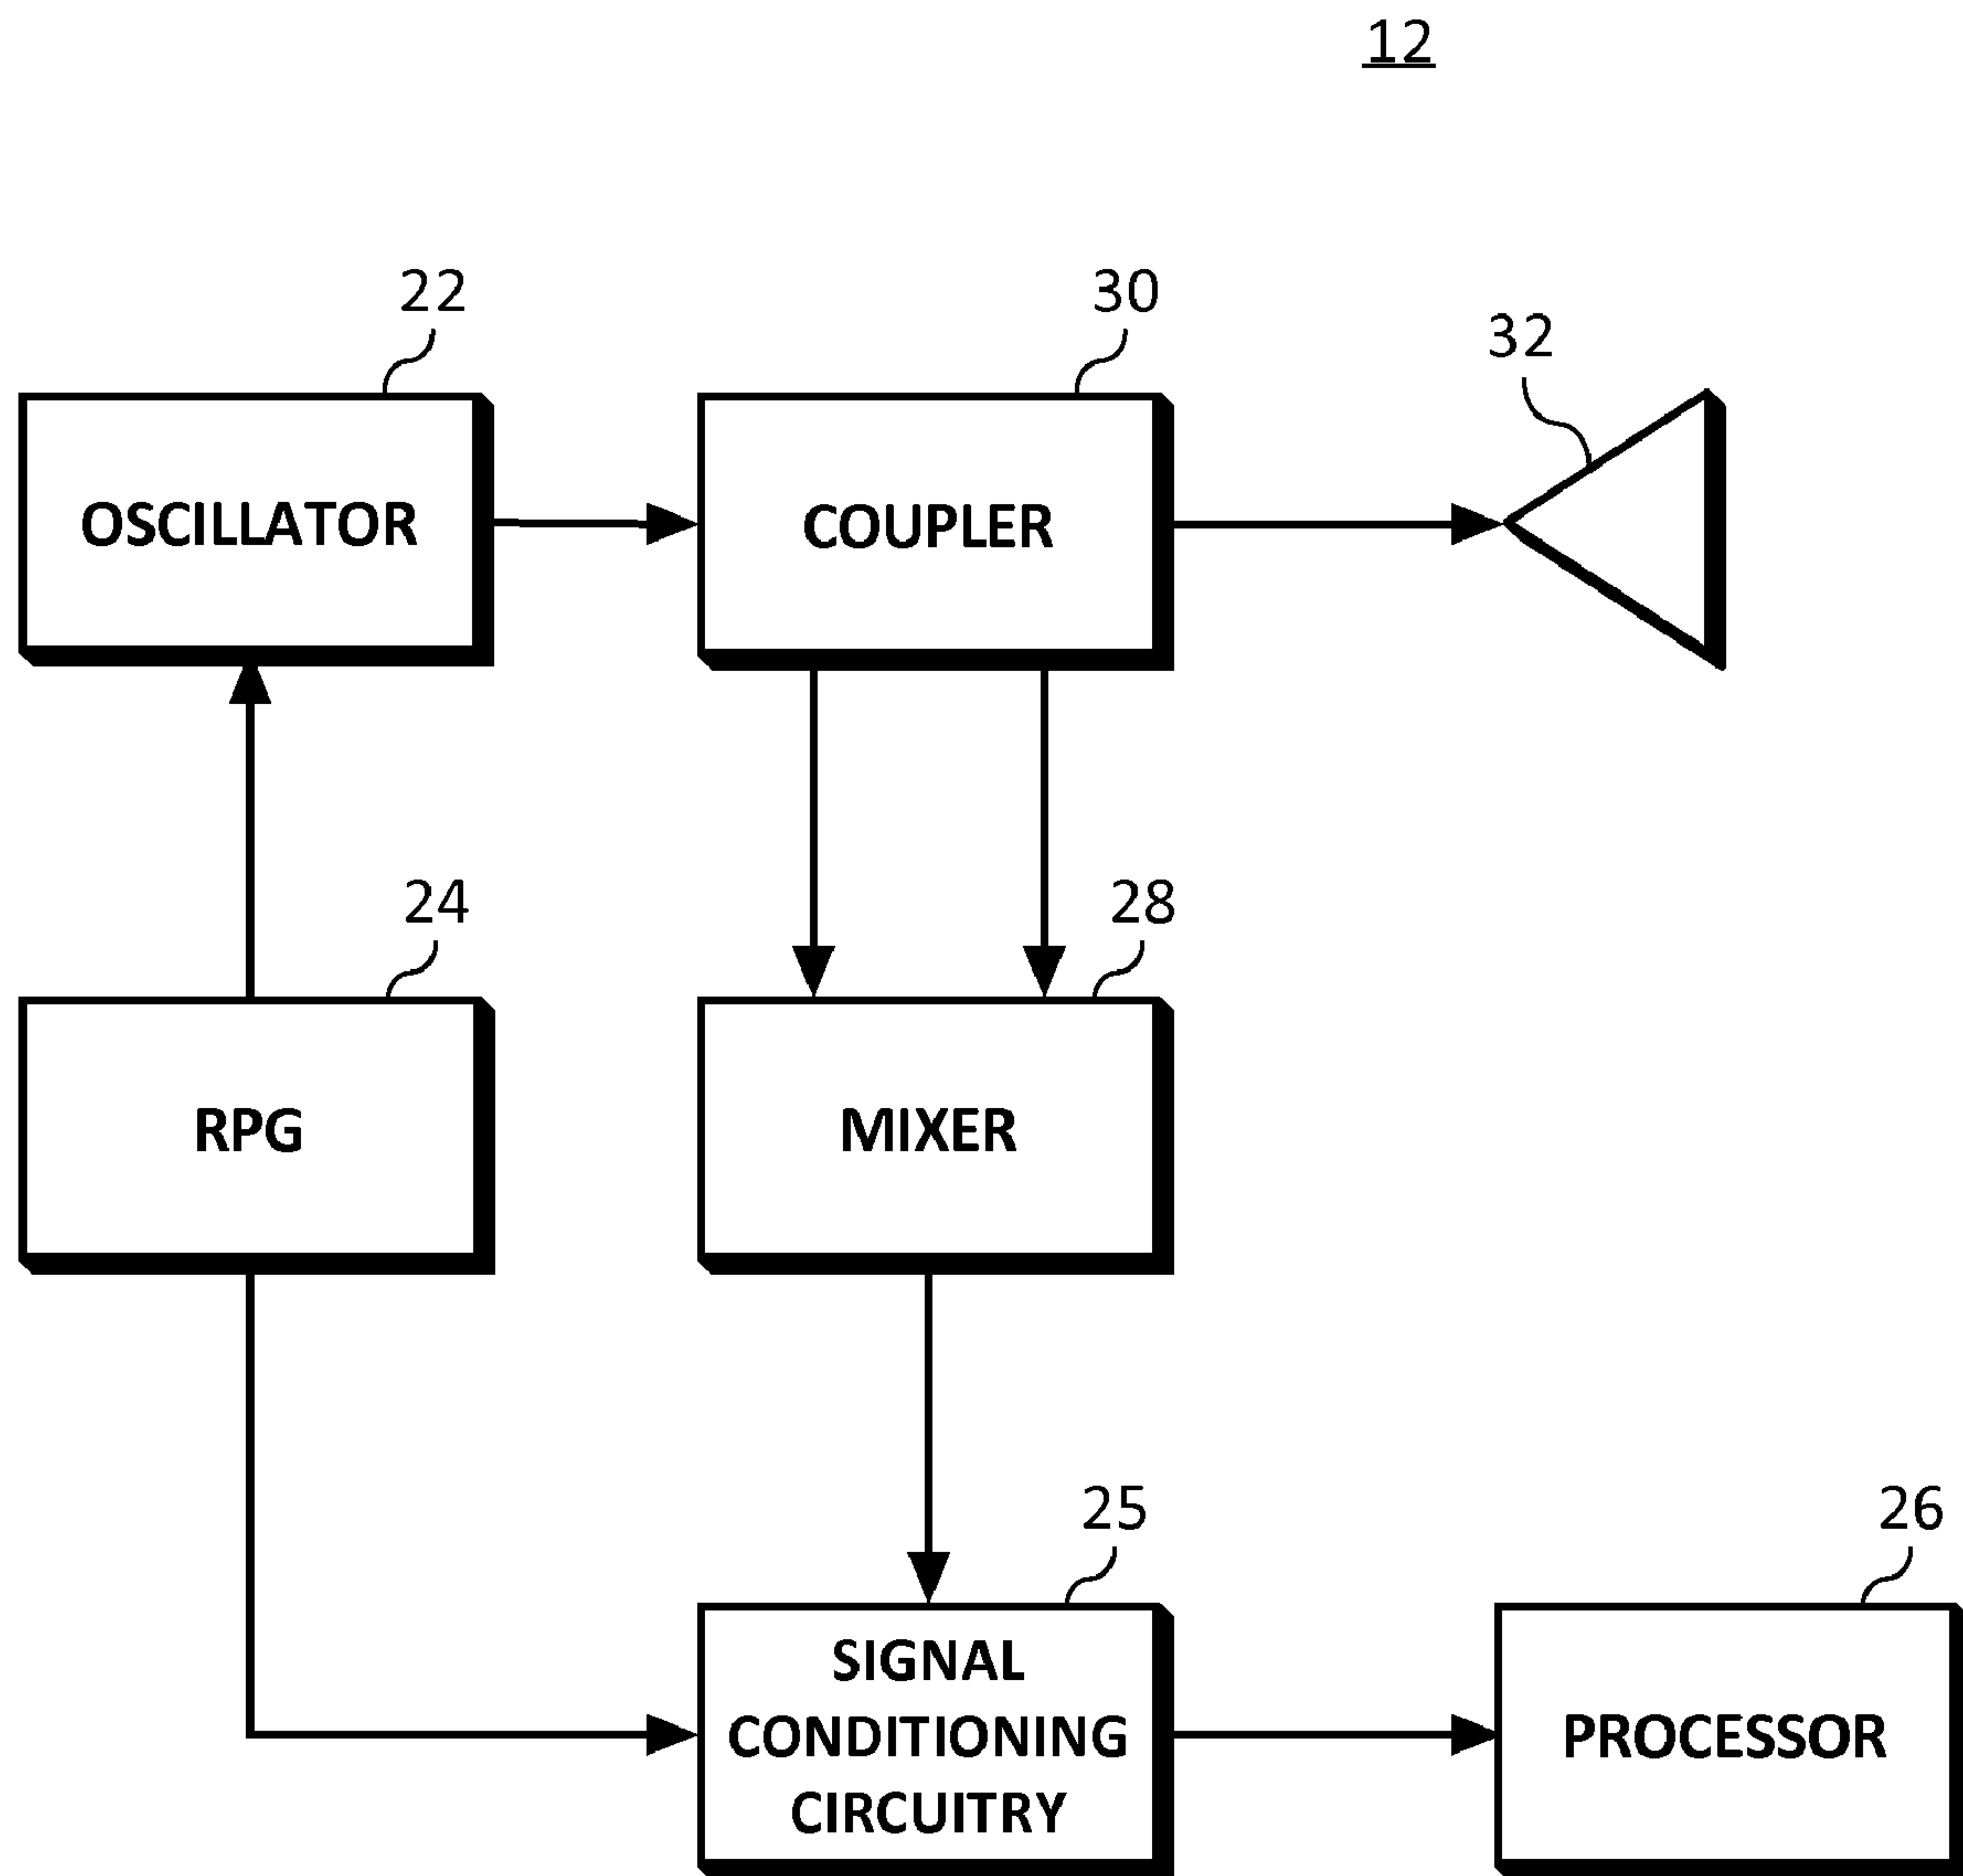 12
22
30
32
OSCILLATOR
COUPLER
24
28
RPG
MIXER
25
26
SIGNAL
CONDITIONING
CIRCUITRY
PROCESSOR